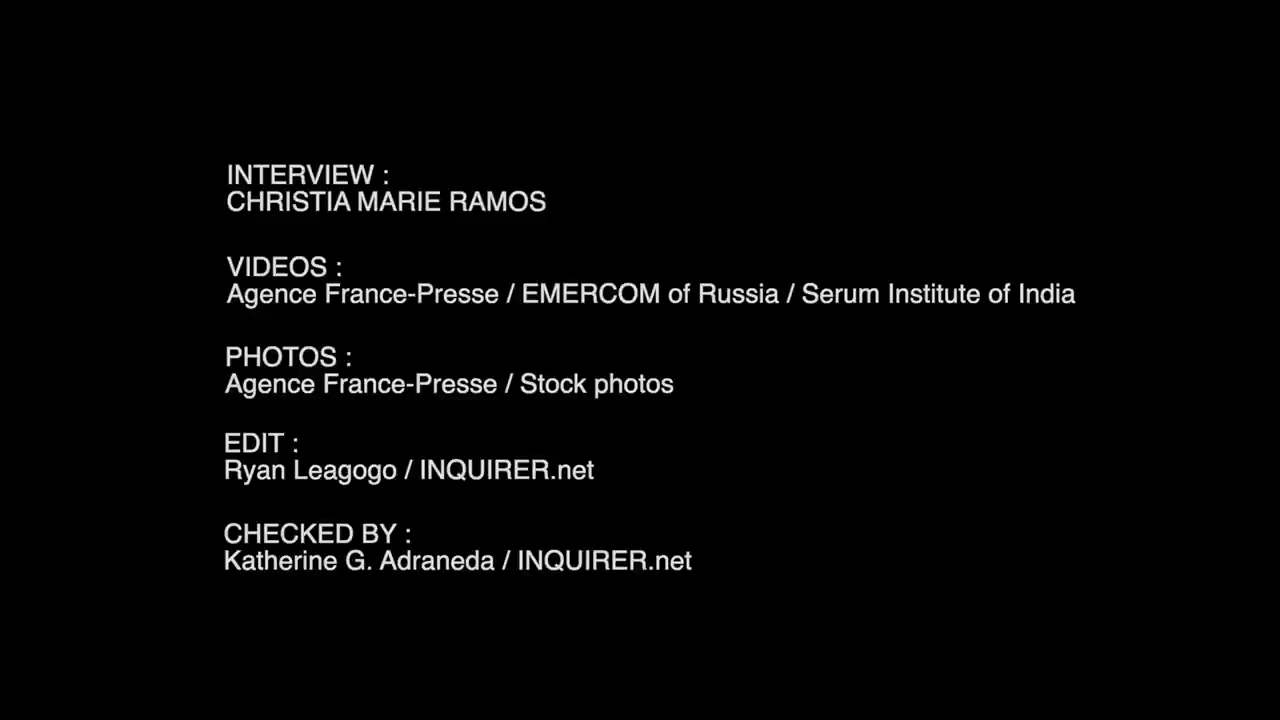 INTERVIEW :
CHRISTIA MARIE RAMOS
VIDEOS :
Agence France-Presse / EMERCOM of Russia / Serum Institute of India
PHOTOS :
Agence France-Presse / Stock photos
EDIT :
Ryan Leagogo / INQUIRER.net
CHECKED BY :
Katherine G. Adraneda / INQUIRER.net